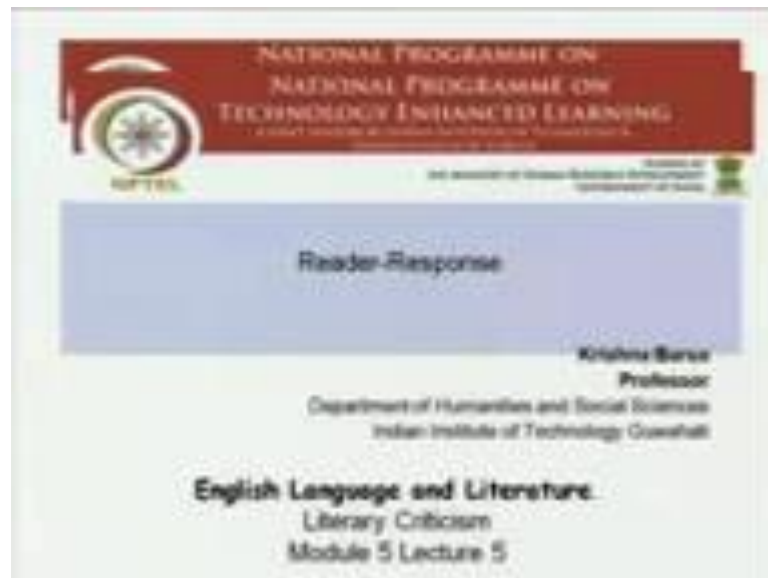 NATIONAL PROGRAMME ON
NATIONAL PROGRAMME ON
TECHNOLOGY ENHANCED LEARNING
NPTEL
Reader-Response
Krishna Barua
Professor
Department of Humanities and Social Sciences
Indian Institute of Technology Guwahati
English Language and Literature
Literary Criticism
Module 5 Lecture 5